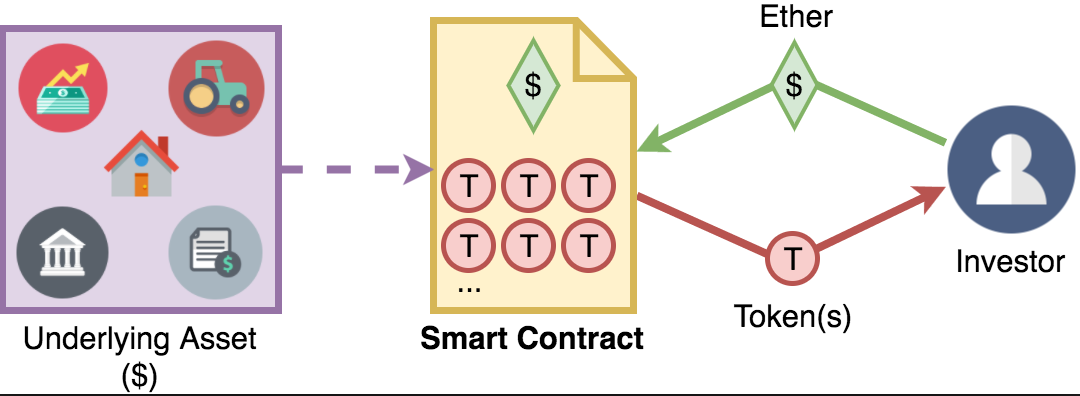 Ether
$
$
T T T
T T T
...
T
$
Underlying Asset
($)
Smart Contract
Token(s)
Investor